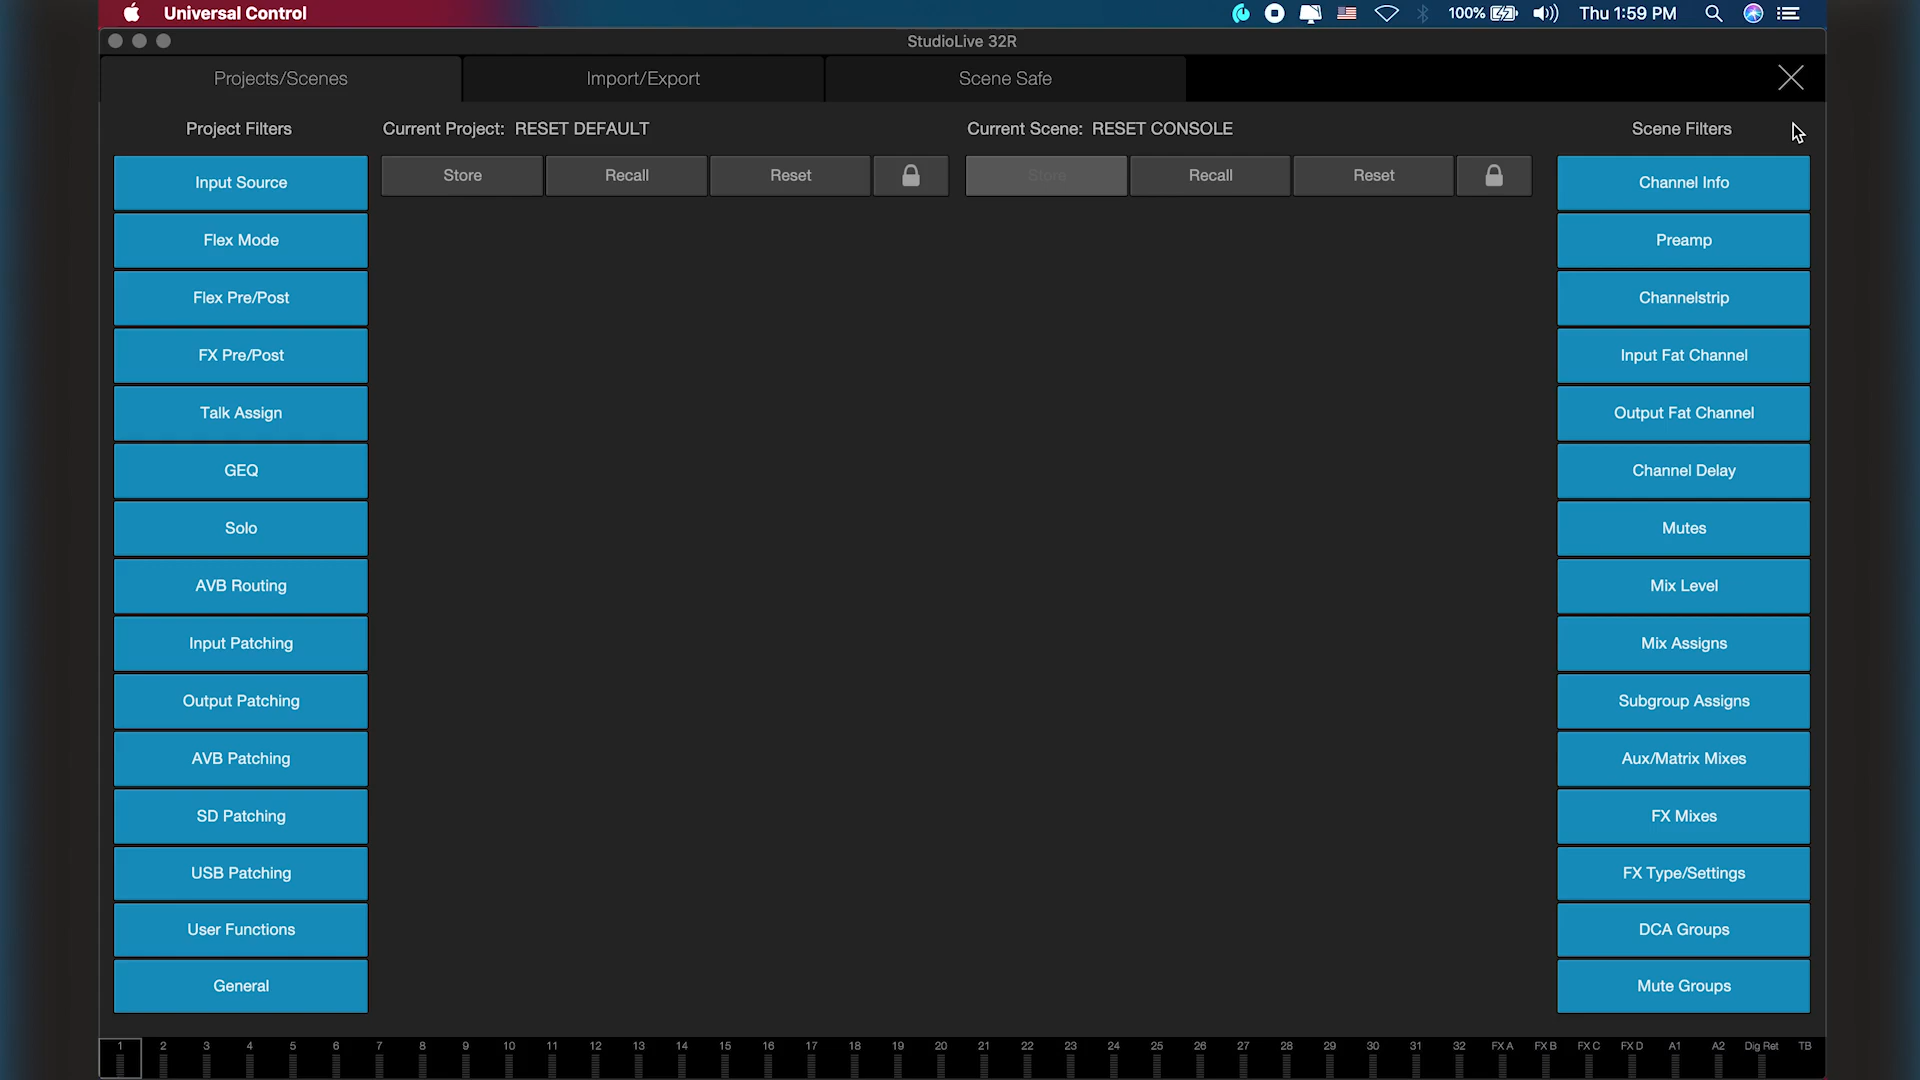 Universal Control
100%
Thu 1:59 PM
StudioLive 32R
Projects/Scenes
Import/Export
Scene Safe
Project Filters
Current Project: RESET DEFAULT
Current Scene: RESET CONSOLE
Scene Filters
Store
Recall
Reset
Store
Recall
Reset
Input Source
Flex Mode
Flex Pre/Post
FX Pre/Post
Talk Assign
GEQ
Solo
AVB Routing
Input Patching
Output Patching
AVB Patching
SD Patching
USB Patching
User Functions
General
Channel Info
Preamp
Channelstrip
Input Fat Channel
Output Fat Channel
Channel Delay
Mutes
Mix Level
Mix Assigns
Subgroup Assigns
Aux/Matrix Mixes
FX Mixes
FX Type/Settings
DCA Groups
Mute Groups
1 2 3 4 5 6 7 8 9 10 11 12 13 14 15 16 17 18 19 20 21 22 23 24 25 26 27 28 29 30 31 32 FX A FX B FX C FX D A1 A2 Dig Ret TB